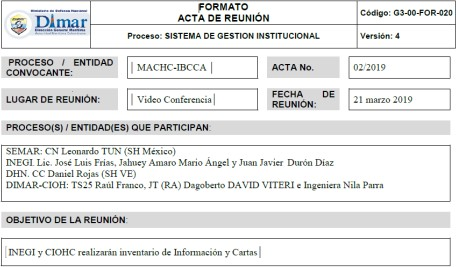 Ministerio de Defensa Nacional
Dimar
Dirección General Marítima
FORMATO
ACTA DE REUNIÓN
Proceso: SISTEMA DE GESTION INSTITUCIONAL
Código: G3-00-FOR-020
Versión: 4
PROCESO / ENTIDAD CONVOCANTE:
MACHC-IBCCA
ACTA No.
02/2019
LUGAR DE REUNIÓN:
Video Conferencia
FECHA DE REUNIÓN:
21 marzo 2019
PROCESO(S) / ENTIDAD(ES) QUE PARTICIPAN:
SEMAR: CN Leonardo TUN (SH México)
INEGI. Lic. José Luis Frías, Jahuey Amaro Mario Ángel y Juan Javier Durón Díaz
DHN. CC Daniel Rojas (SH VE)
DIMAR-CIOH: TS25 Raúl Franco, JT (RA) Dagoberto DAVID VITERI e Ingeniera Nila Parra
OBJETIVO DE LA REUNIÓN:
INEGI y CIOHC realizarán inventario de Información y Cartas